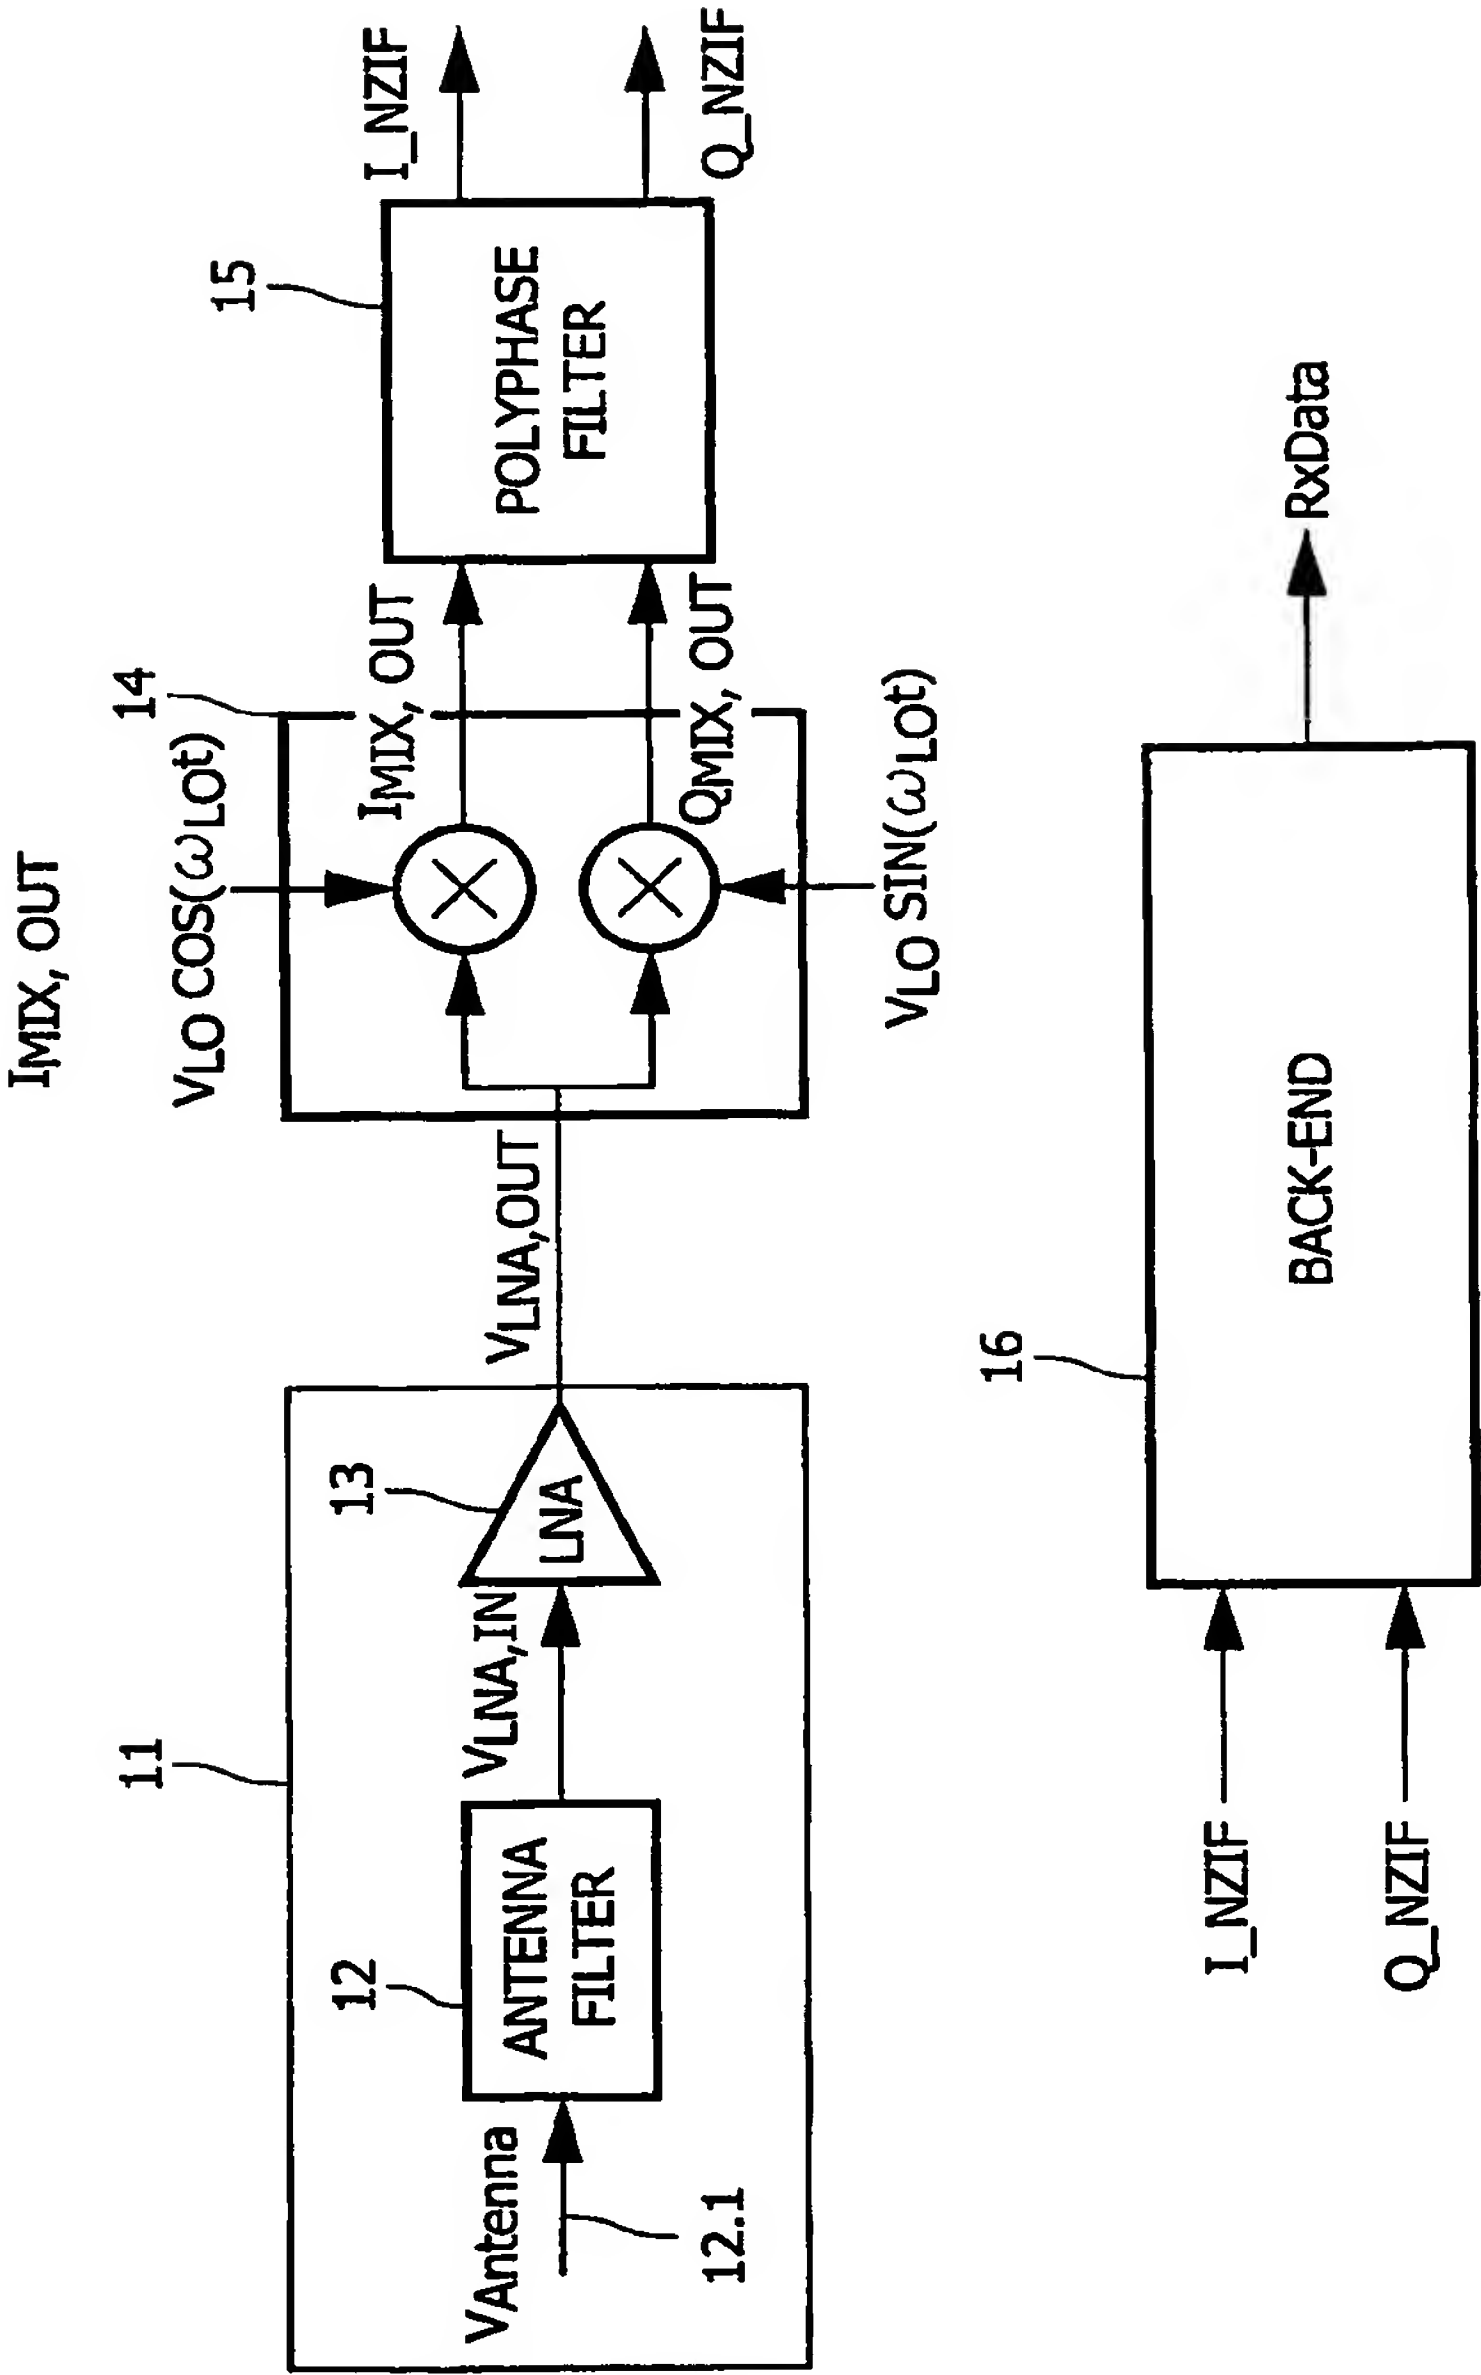 IMIX, OUT
11
VAntenna
12.1
12
ANTENNA
FILTER
VLNA,IN
13
LNA
VLNA,OUT
14
VLO COS(ωLOt)
VLO SIN(ωLOt)
IMIX, OUT
QMIX, OUT
15
POLYPHASE
FILTER
I_NZIF
Q_NZIF
I_NZIF
Q_NZIF
16
BACK-END
RxData